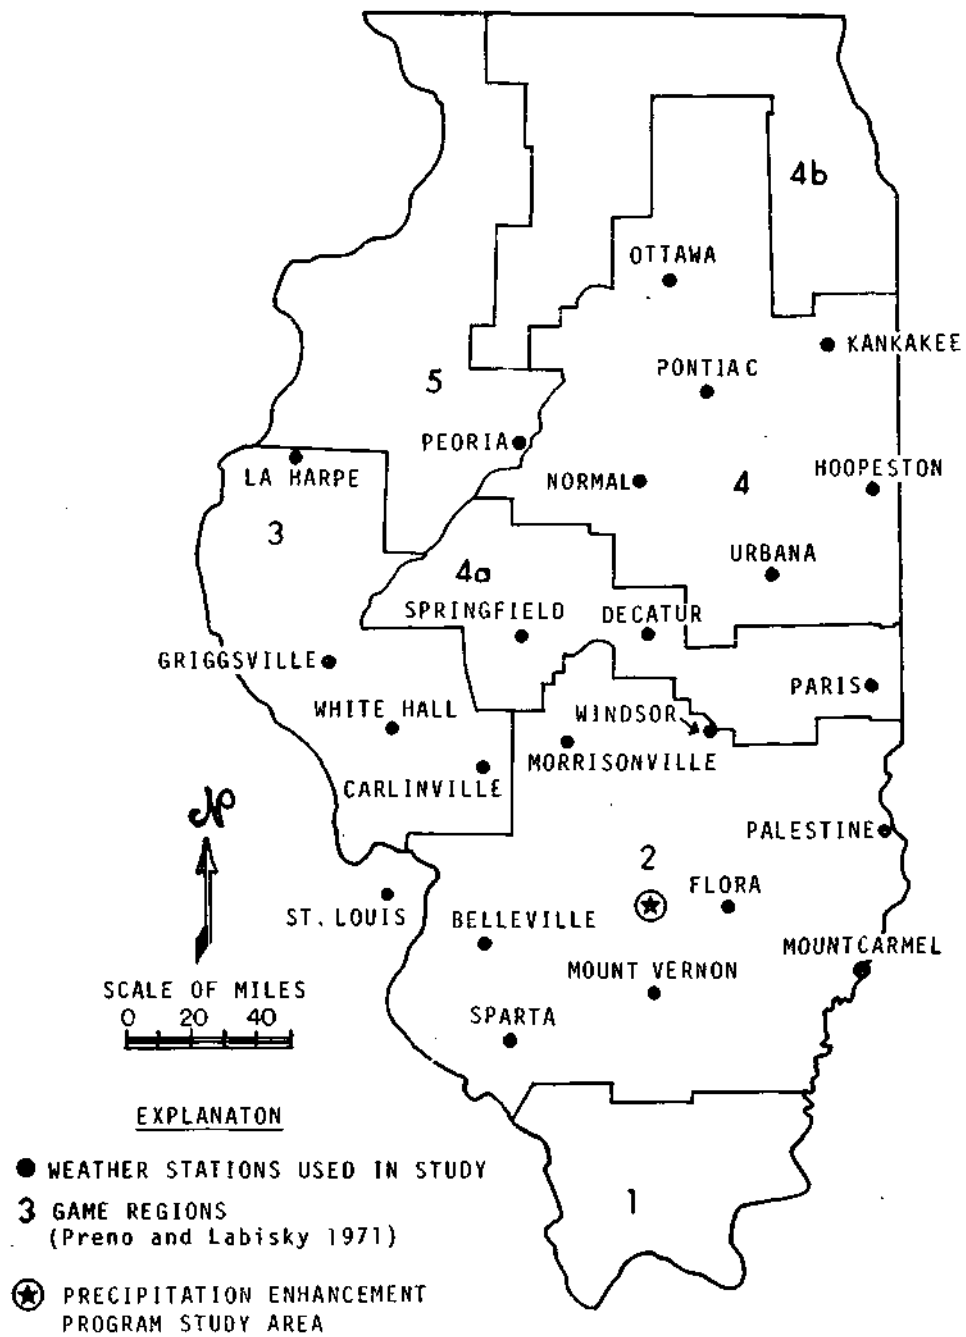 4b
OTTAWA
KANKAKEE
PONTIAC
5
PEORIA
LA HARPE
NORMAL
4
HOOPESTON
3
URBANA
4a
SPRINGFIELD
DECATUR
GRIGGSVILLE
PARIS
WHITE HALL
WINDSOR
MORRISONVILLE
CARLINVILLE
N
PALESTINE
2
FLORA
ST. LOUIS
BELLEVILLE
MOUNT CARMEL
MOUNT VERNON
SCALE OF MILES
0 20 40
SPARTA
EXPLANATON
WEATHER STATIONS USED IN STUDY
3 GAME REGIONS
(Preno and Labisky 1971)
1
PRECIPITATION ENHANCEMENT
PROGRAM STUDY AREA